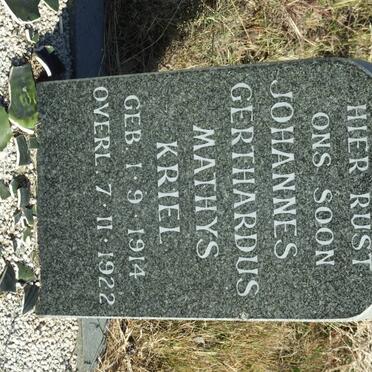 HIER RUST
ONS SOON
JOHANNES
GERTHARDUS
MATHYS
KRIEL
GEB. 1·9·1914
OVERL. 7·11·1922